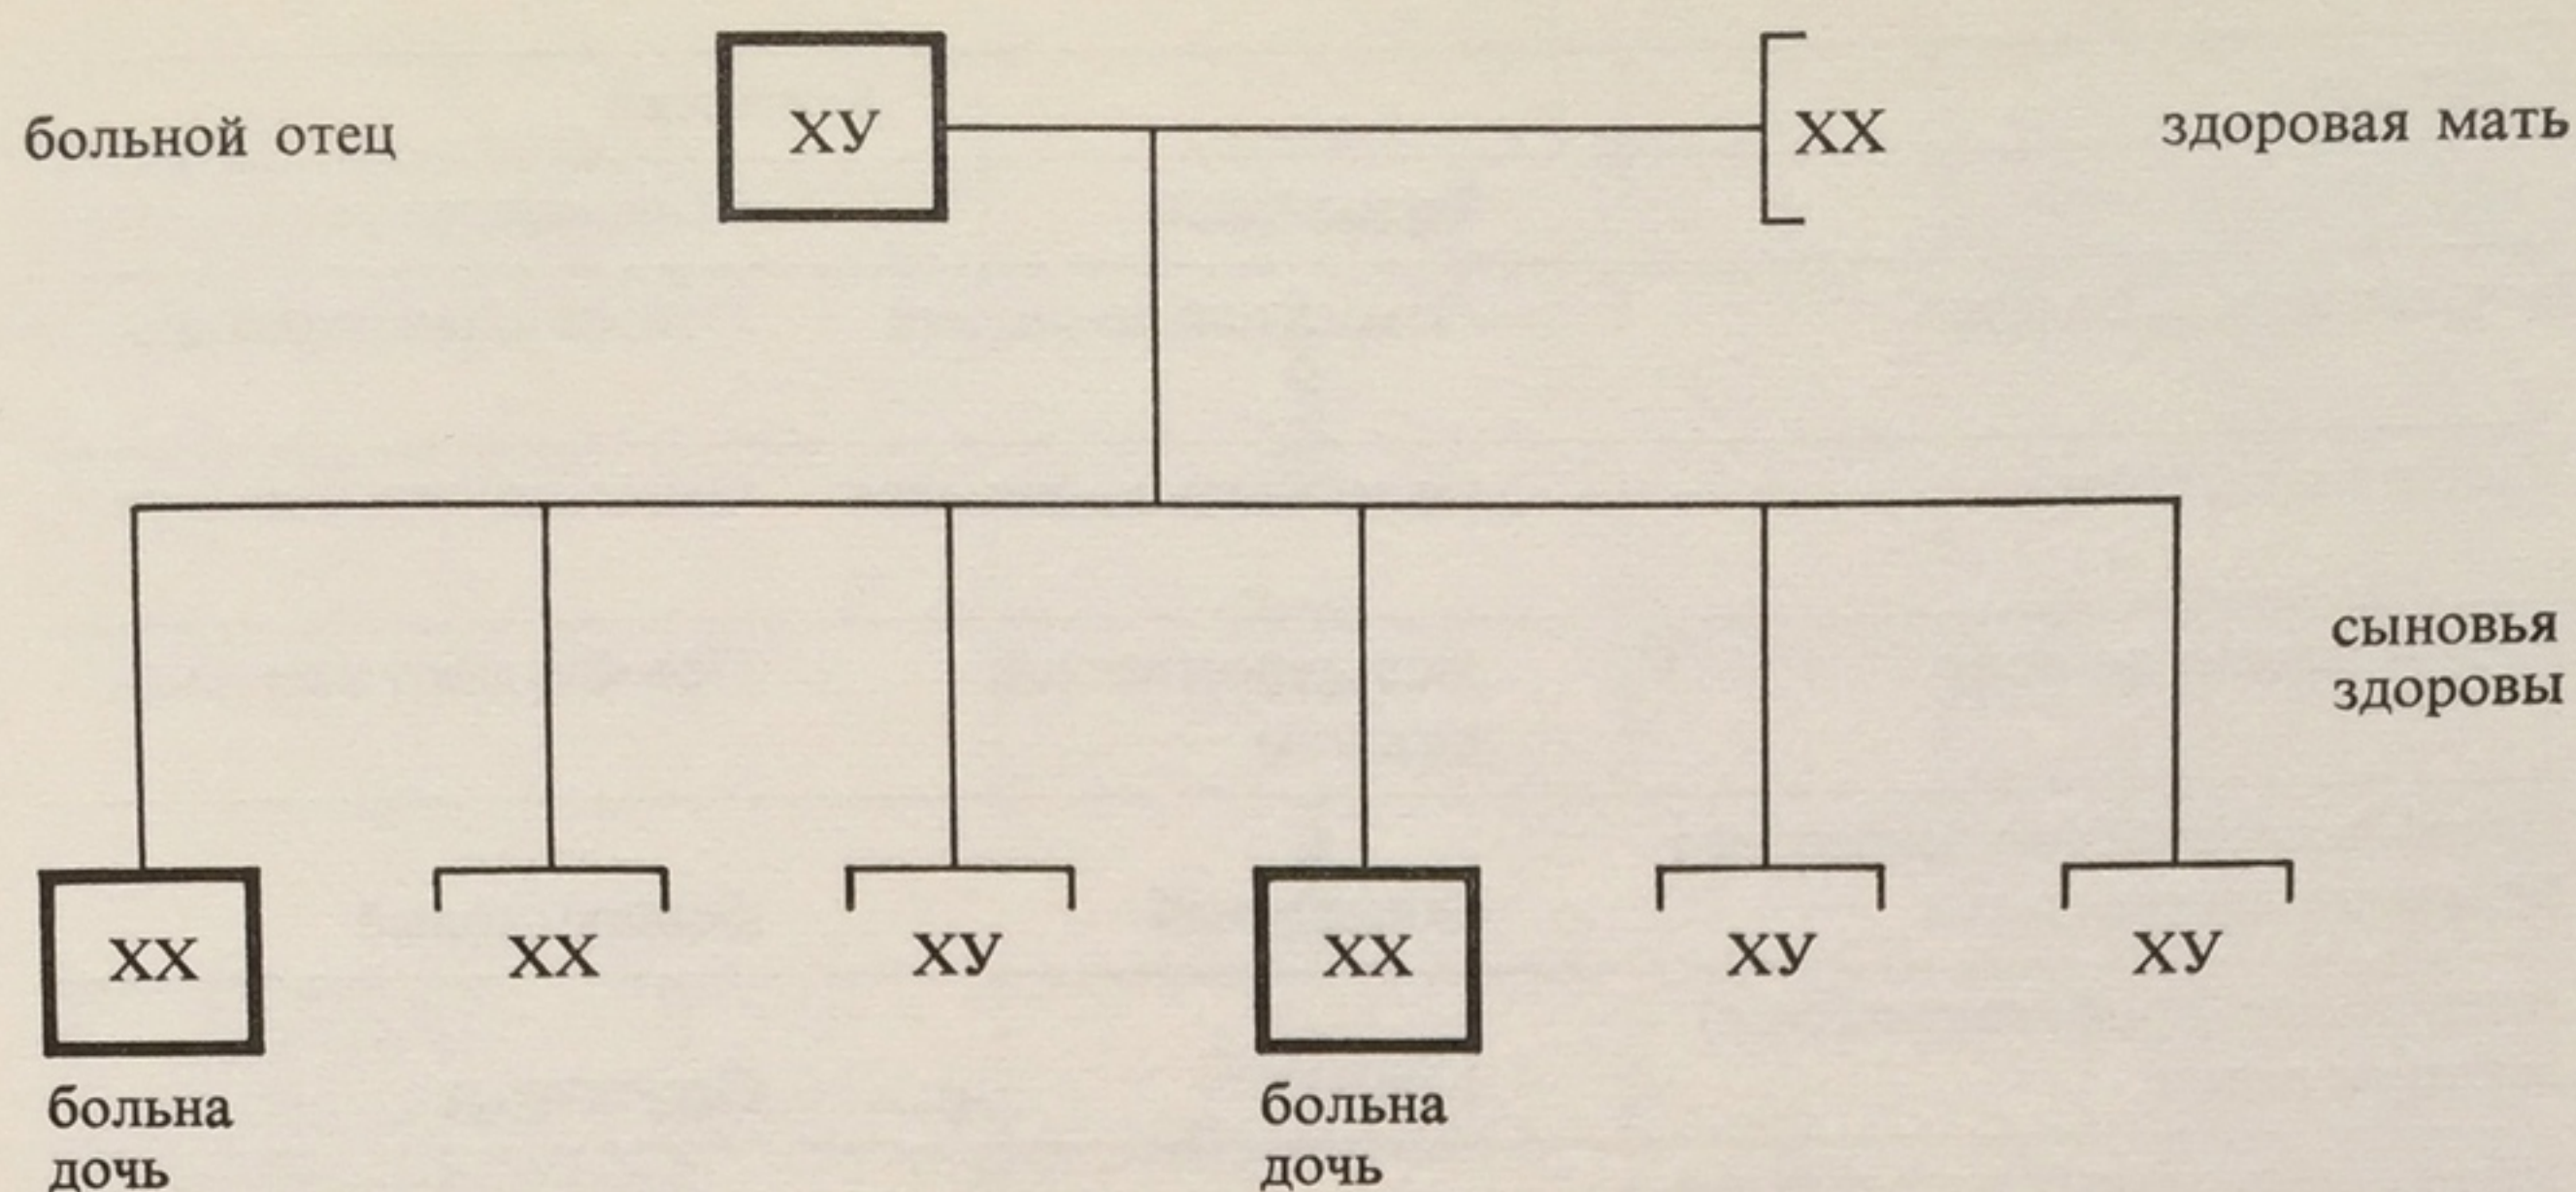 больной отец
ХУ
ХХ
здоровая мать
сыновья
здоровы
ХХ
ХХ
ХУ
ХХ
ХУ
ХУ
больна
дочь
больна
дочь